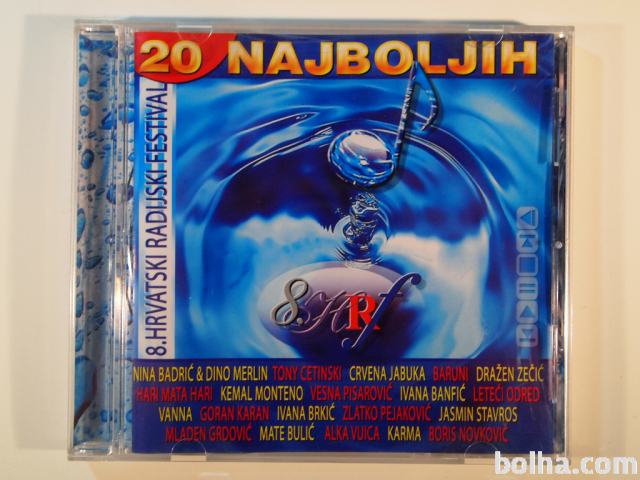 20 NAJBOLJIH
8.HRVATSKI RADIJSKI FESTIVAL
8. HRf
NINA BADRIĆ & DINO MERLIN TONY CETINSKI CRVENA JABUKA BARUNI DRAŽEN ZEČIĆ
HARI MATA HARI KEMAL MONTENO VESNA PISAROVIĆ IVANA BANFIĆ LETEĆI ODRED
VANNA GORAN KARAN IVANA BRKIĆ ZLATKO PEJAKOVIĆ JASMIN STAVROS
MLADEN GRDOVIĆ MATE BULIĆ ALKA VUICA KARMA BORIS NOVKOVIĆ
bolha.com